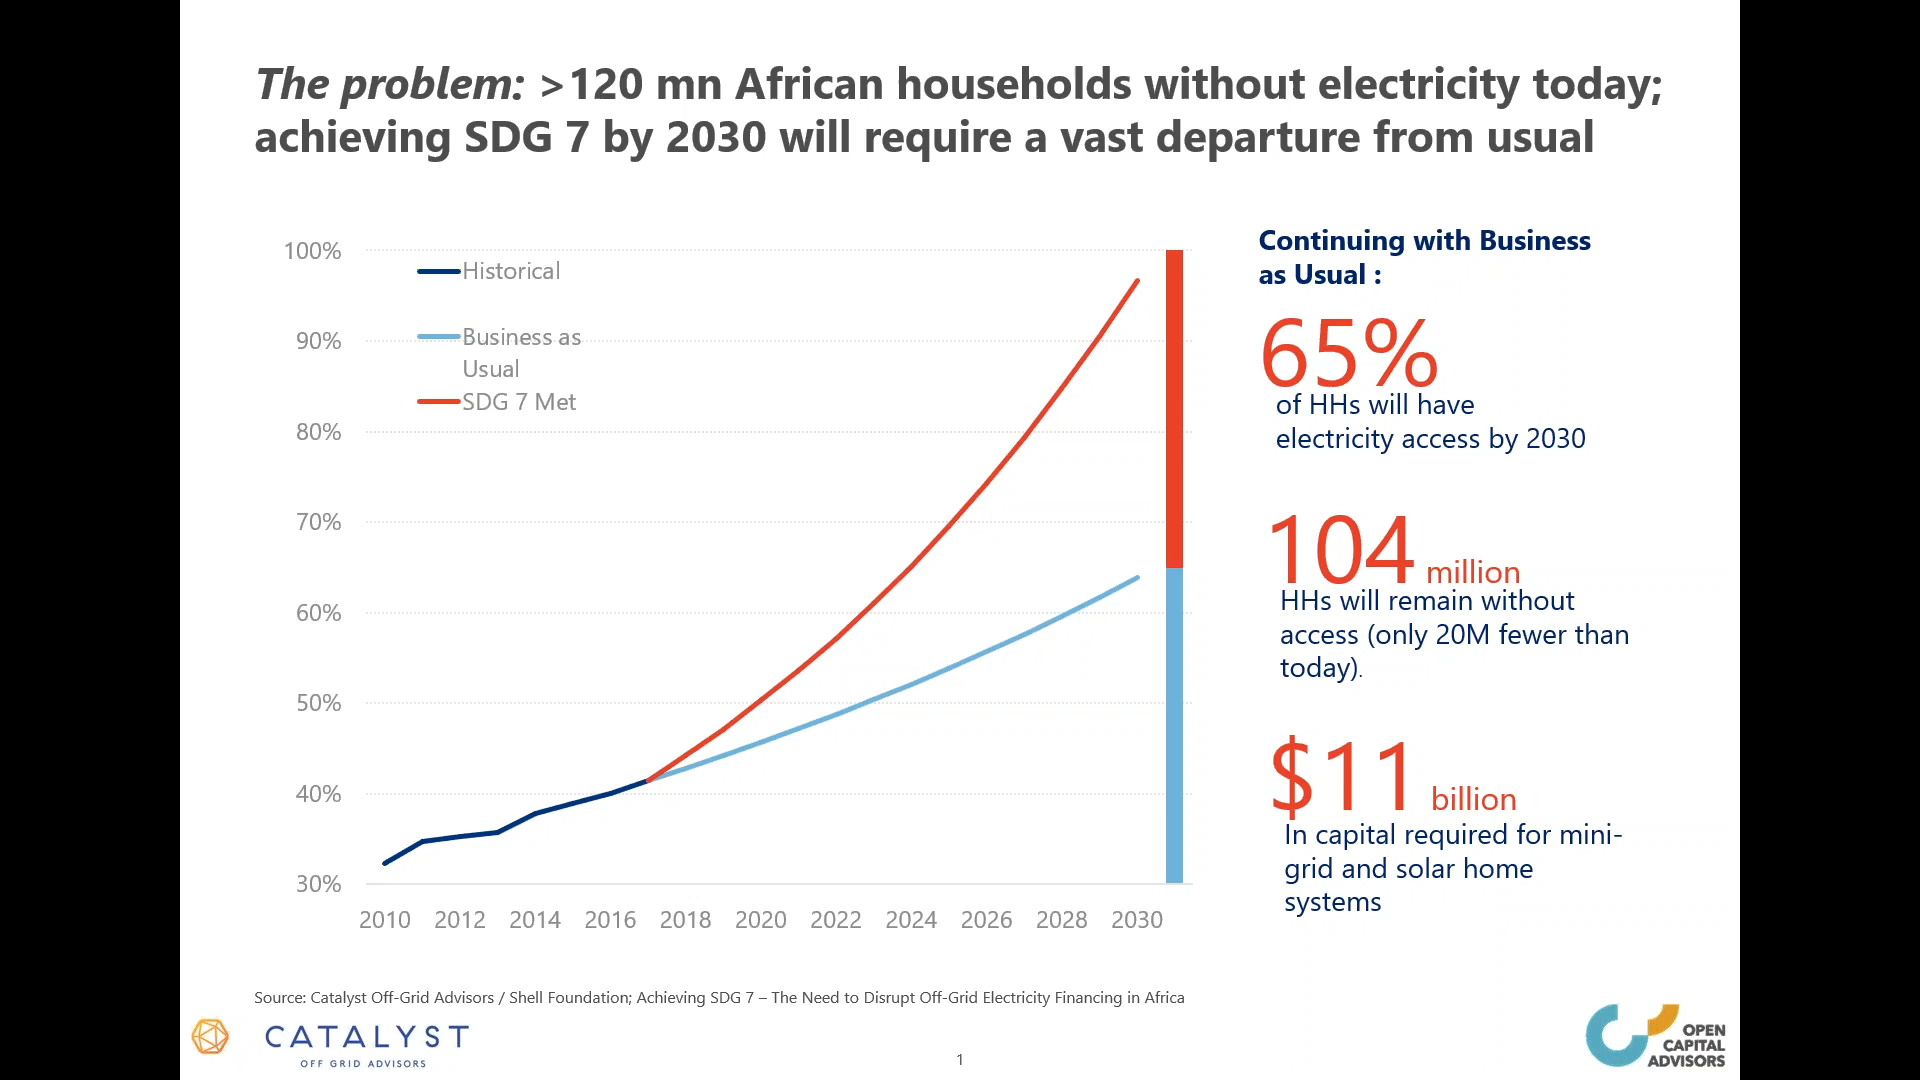 The problem: >120 mn African households without electricity today;
achieving SDG 7 by 2030 will require a vast departure from usual
100%
90%
80%
70%
60%
50%
40%
30%
Historical
Business as
Usual
SDG 7 Met
2010 2012 2014 2016 2018 2020 2022 2024 2026 2028 2030
Continuing with Business
as Usual :
65%
of HHs will have
electricity access by 2030
104 million
HHs will remain without
access (only 20M fewer than
today).
$11 billion
In capital required for mini-
grid and solar home
systems
Source: Catalyst Off-Grid Advisors / Shell Foundation; Achieving SDG 7 – The Need to Disrupt Off-Grid Electricity Financing in Africa
CATALYST
OFF GRID ADVISORS
1
OPEN
CAPITAL
ADVISORS